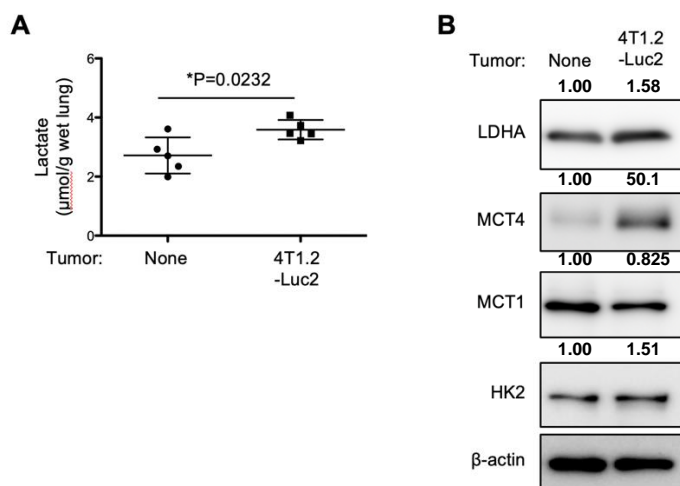 A
*P=0.0232
Lactate
(µmol/g wet lung)
6
4
2
0
Tumor: None 4T1.2
-Luc2
B
Tumor: None 4T1.2
-Luc2
1.00 1.58
LDHA
1.00 50.1
MCT4
1.00 0.825
MCT1
1.00 1.51
HK2
β-actin